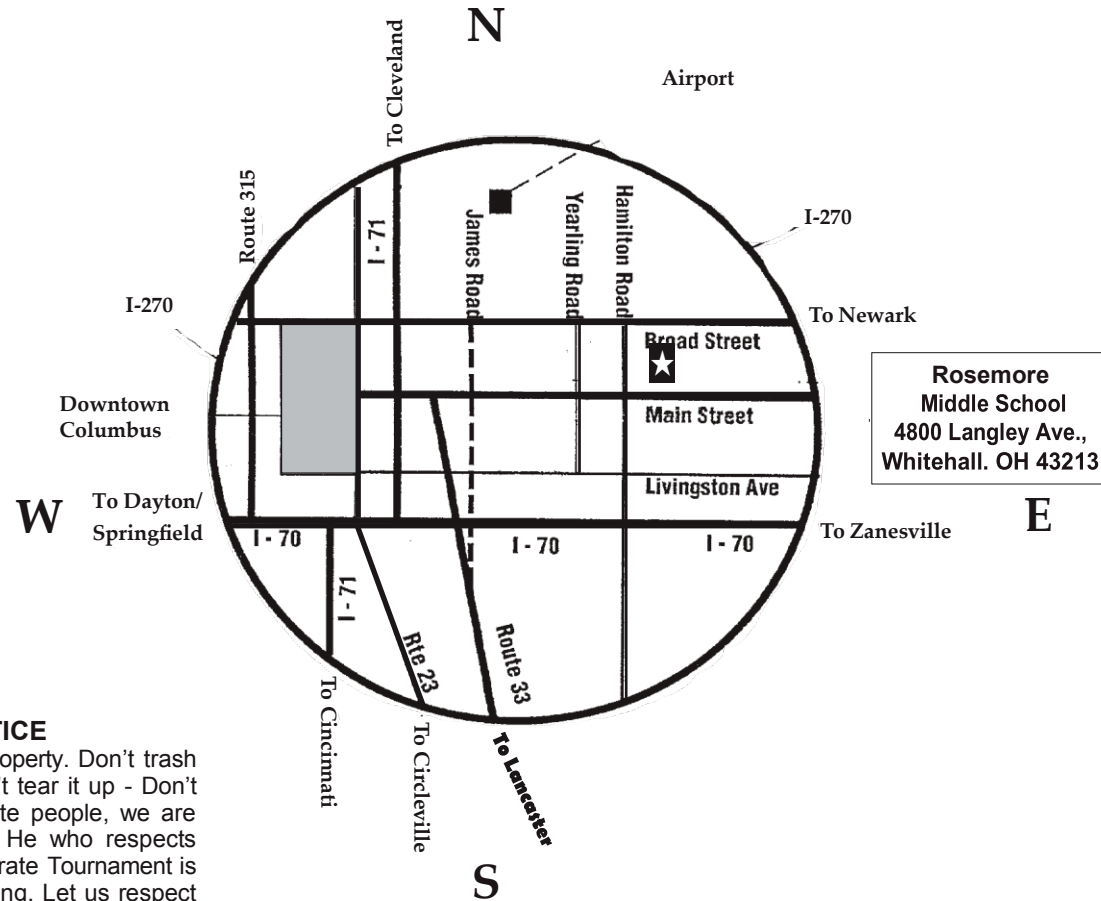 N
Airport
To Cleveland
Route 315
I - 71
James Road
Yearling Road
Hamilton Road
I-270
I-270
To Newark
Broad Street
Rosemore
Middle School
4800 Langley Ave.,
Whitehall. OH 43213
Downtown
Columbus
Main Street
Livingston Ave
W
To Dayton/
Springfield
E
To Zanesville
I - 70
I - 70
I - 70
I - 71
Rte 23
Route 33
To Cincinnati
To Circleville
To Lancaster
S
TICE
operty. Don’t trash
't tear it up - Don’t
te people, we are
He who respects
rate Tournament is
ng. Let us respect